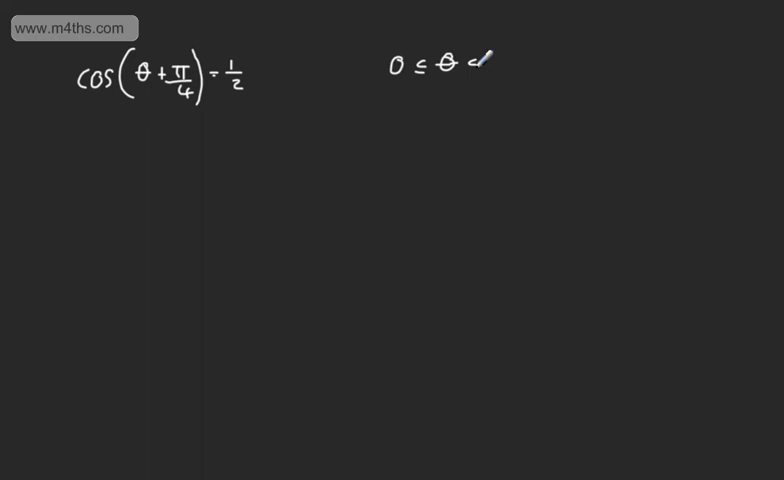 www.m4ths.com
cos(θ + π/4) = 1/2 0 ≤ θ <